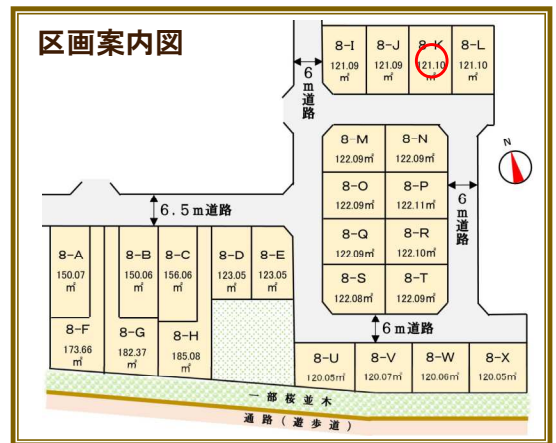 区画案内図
8-I
121.09
㎡
8-J
121.09
㎡
8-K
121.10
㎡
8-L
121.10
㎡
6m道路
8-M
122.09㎡
8-N
122.09㎡
8-O
122.09㎡
8-P
122.11㎡
6m道路
N
8-Q
122.09㎡
8-R
122.10㎡
8-S
122.08㎡
8-T
122.09㎡
6.5m道路
8-A
150.07
㎡
8-B
150.06
㎡
8-C
156.06
㎡
8-D
123.05
㎡
8-E
123.05
㎡
8-F
173.66
㎡
8-G
182.37
㎡
8-H
185.08
㎡
6m道路
8-U
120.05㎡
8-V
120.07㎡
8-W
120.06㎡
8-X
120.05㎡
一部桜並木
通路(遊歩道)